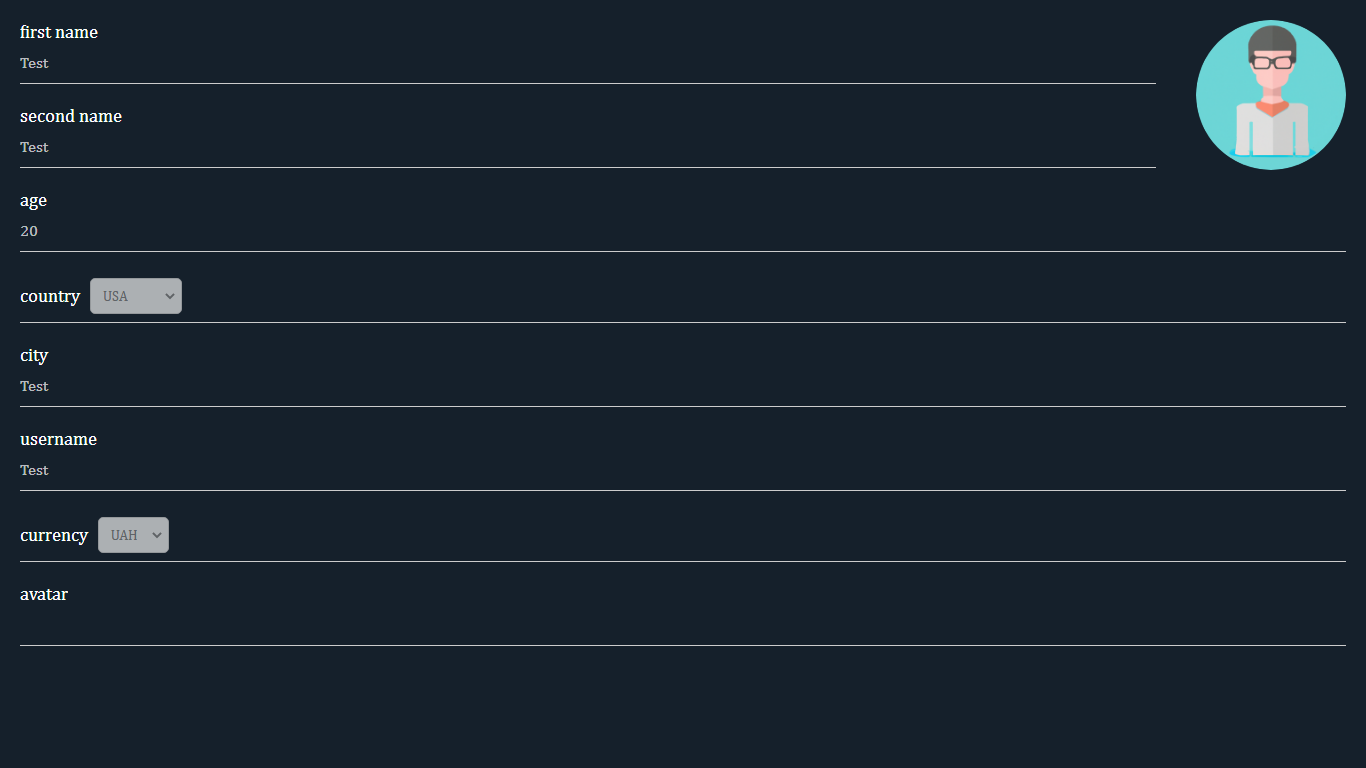 first name
Test
second name
Test
age
20
country USA
city
Test
username
Test
currency UAH
avatar